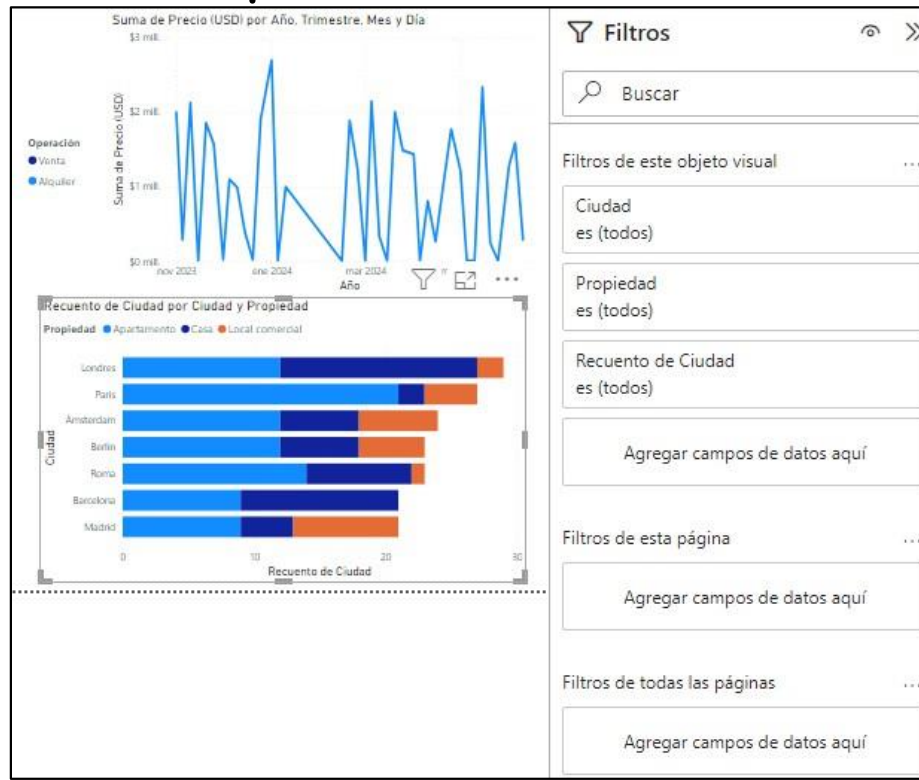 Suma de Precio (USD) por Año, Trimestre, Mes y Día
$3 mill.
$2 mill.
$1 mill.
$0 mill.
Suma de Precio (USD)
Operación
Venta
Alquiler
nov 2023
ene 2024
mar 2024
Año
Recuento de Ciudad por Ciudad y Propiedad
Propiedad Apartamento Casa Local comercial
Ciudad
Londres
Paris
Amsterdam
Berlin
Roma
Barcelona
Madrid
0 10 20 30
Recuento de Ciudad
Filtros
Buscar
Filtros de este objeto visual
Ciudad
es (todos)
Propiedad
es (todos)
Recuento de Ciudad
es (todos)
Agregar campos de datos aquí
Filtros de esta página
Agregar campos de datos aquí
Filtros de todas las páginas
Agregar campos de datos aquí